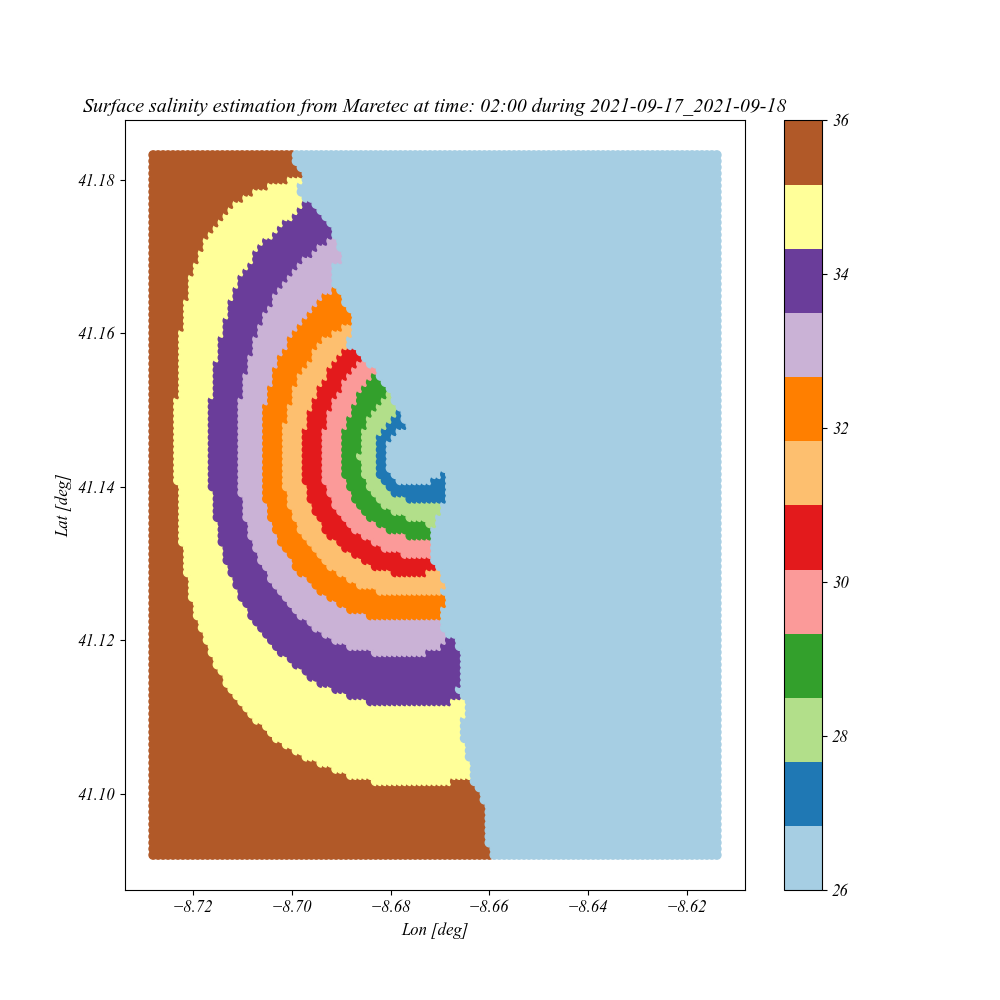 Surface salinity estimation from Maretec at time: 02:00 during 2021-09-17_2021-09-18
36
41.18
34
41.16
32
Lat [deg]
41.14
30
41.12
28
41.10
26
−8.72 −8.70 −8.68 −8.66 −8.64 −8.62
Lon [deg]